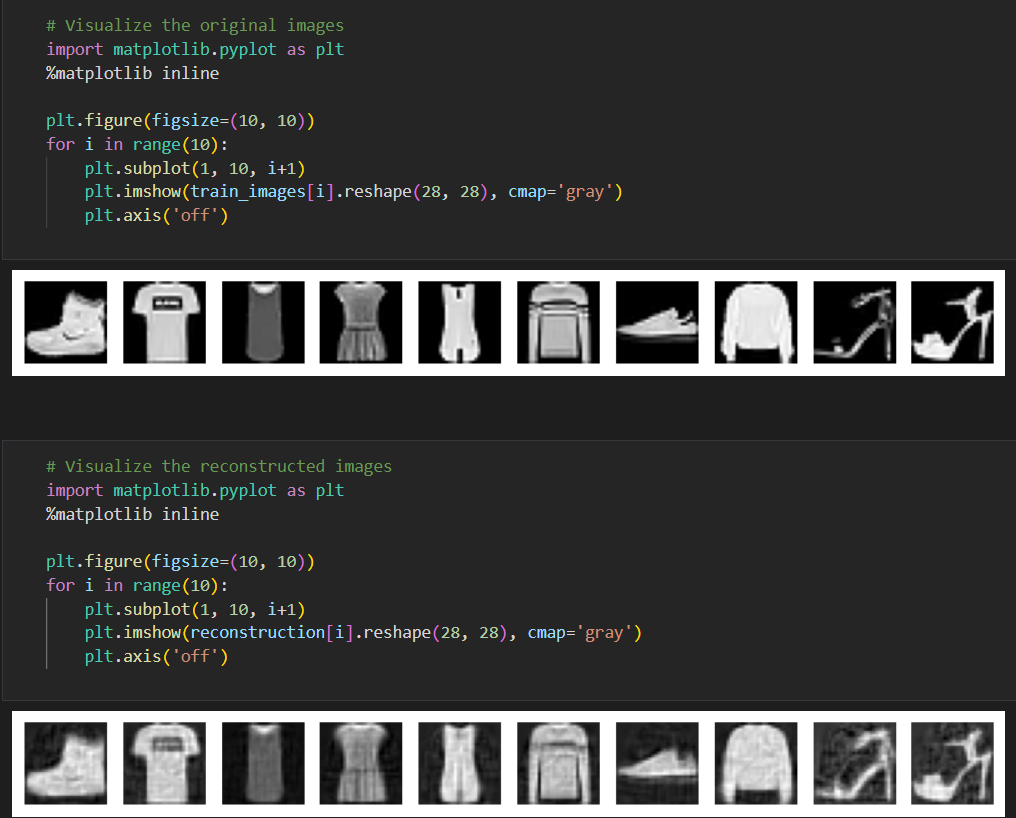 # Visualize the original images
import matplotlib.pyplot as plt
%matplotlib inline
plt.figure(figsize=(10, 10))
for i in range(10):
    plt.subplot(1, 10, i+1)
    plt.imshow(train_images[i].reshape(28, 28), cmap='gray')
    plt.axis('off')
# Visualize the reconstructed images
import matplotlib.pyplot as plt
%matplotlib inline
plt.figure(figsize=(10, 10))
for i in range(10):
    plt.subplot(1, 10, i+1)
    plt.imshow(reconstruction[i].reshape(28, 28), cmap='gray')
    plt.axis('off')